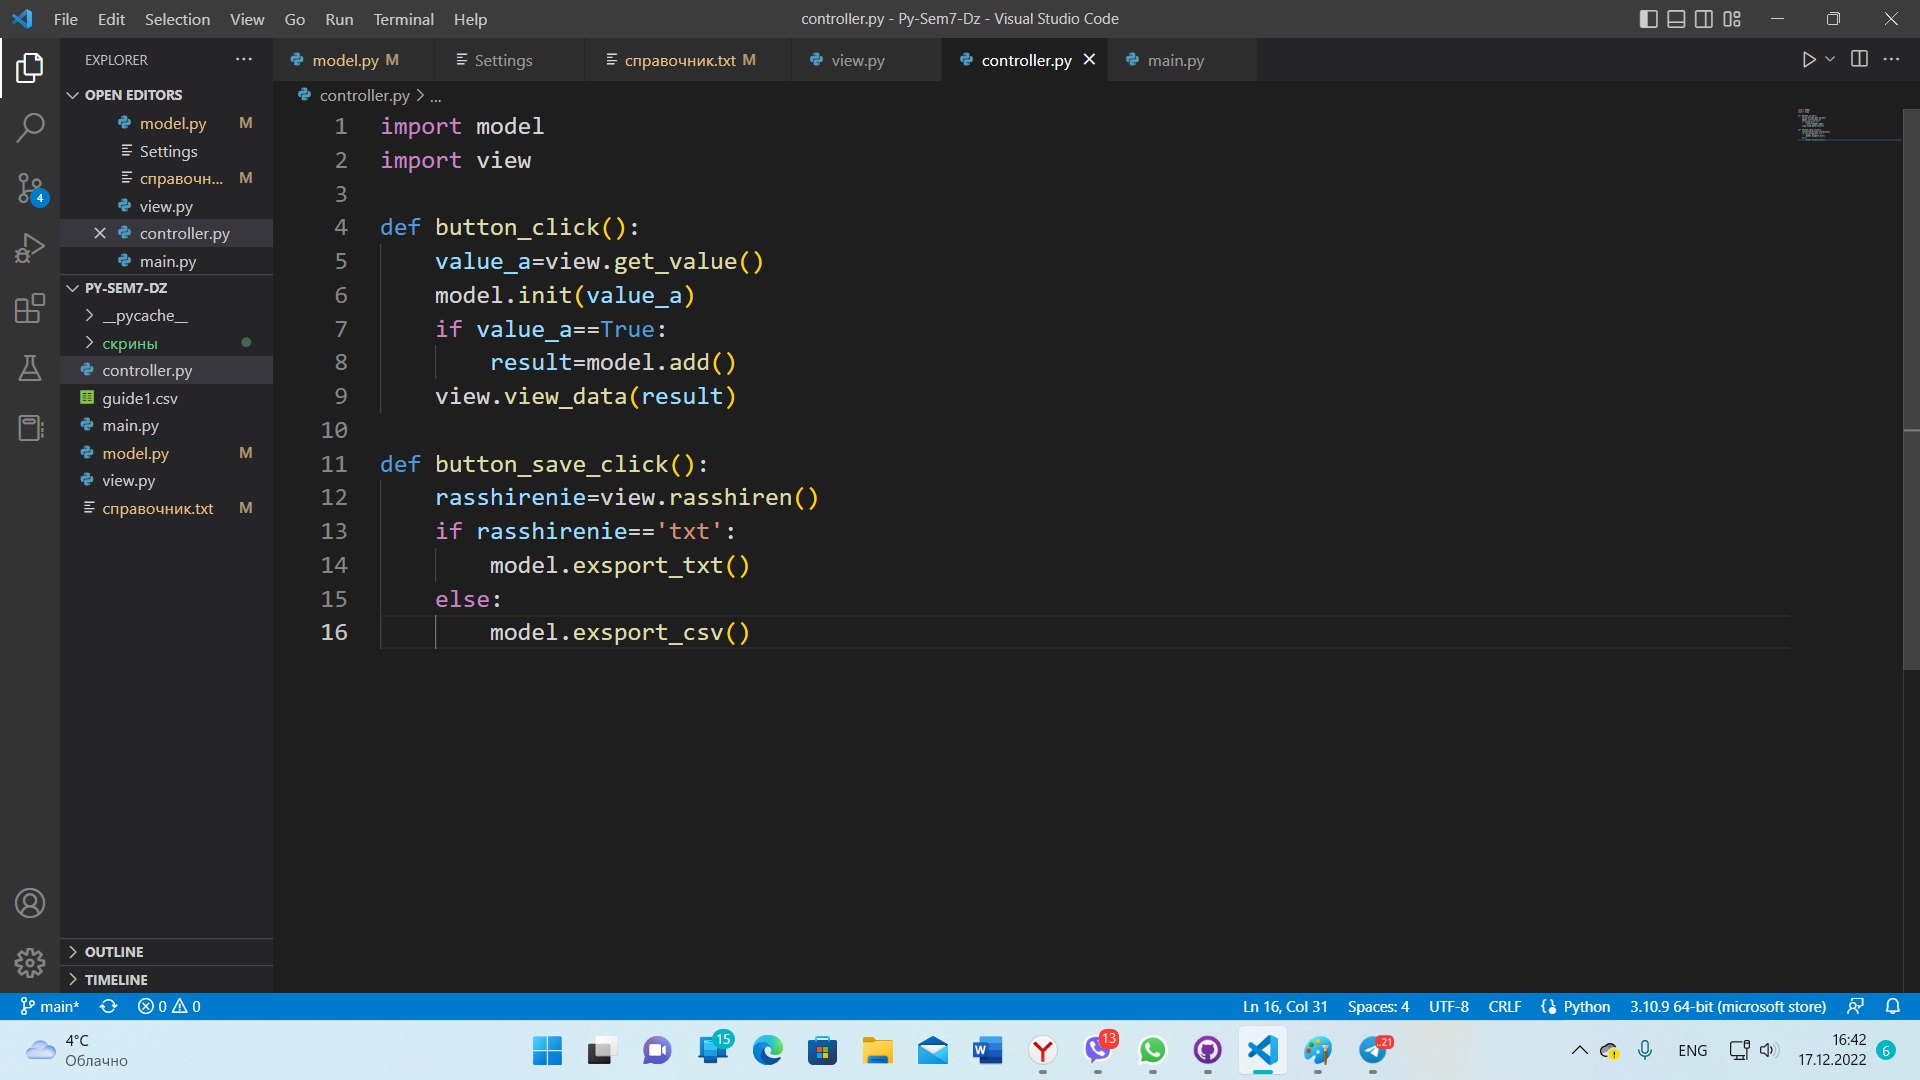 File Edit Selection View Go Run Terminal Help
controller.py - Py-Sem7-Dz - Visual Studio Code
EXPLORER
OPEN EDITORS
model.py M
Settings
справочн... M
view.py
controller.py
main.py
PY-SEM7-DZ
__pycache__
скрины
controller.py
guide1.csv
main.py
model.py M
view.py
справочник.txt M
OUTLINE
TIMELINE
4
model.py M Settings справочник.txt M view.py controller.py main.py
controller.py > ...
1 import model
2 import view
3
4 def button_click():
5 value_a=view.get_value()
6 model.init(value_a)
7 if value_a==True:
8 result=model.add()
9 view.view_data(result)
10
11 def button_save_click():
12 rasshirenie=view.rasshiren()
13 if rasshirenie=='txt':
14 model.exsport_txt()
15 else:
16 model.exsport_csv()
main* 0 0 Ln 16, Col 31 Spaces: 4 UTF-8 CRLF Python 3.10.9 64-bit (microsoft store)
4°C
Облачно
15
W
13
21
ENG
16:42
17.12.2022
6